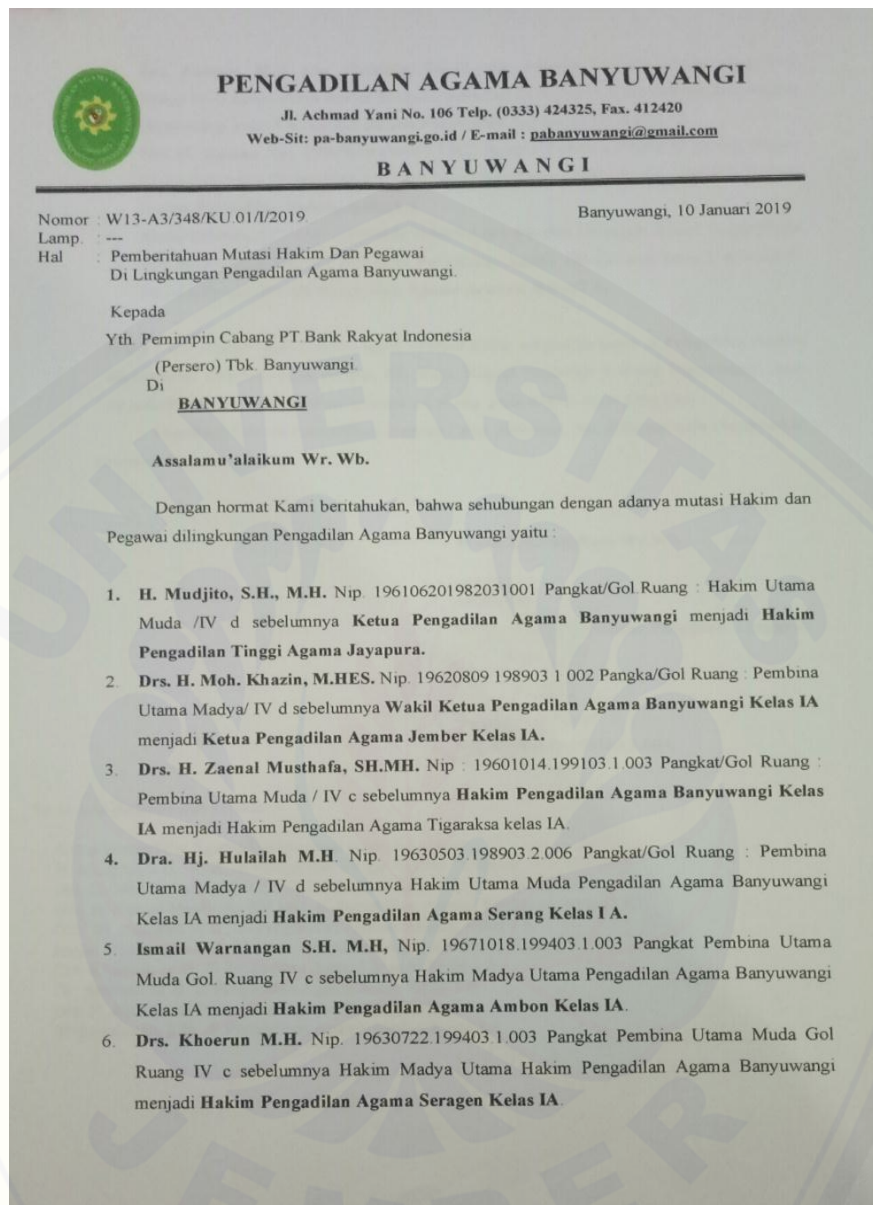 PENGADILAN AGAMA BANYUWANGI
Jl. Achmad Yani No. 106 Telp. (0333) 424325, Fax. 412420
Web-Sit: pa-banyuwangi.go.id / E-mail : pabanyuwangi@gmail.com
BANYUWANGI
Nomor : W13-A3/348/KU.01/I/2019. Banyuwangi, 10 Januari 2019
Lamp. : ---
Hal : Pemberitahuan Mutasi Hakim Dan Pegawai
Di Lingkungan Pengadilan Agama Banyuwangi.
Kepada
Yth. Pemimpin Cabang PT.Bank Rakyat Indonesia
(Persero) Tbk. Banyuwangi.
Di
BANYUWANGI
Assalamu'alaikum Wr. Wb.
Dengan hormat Kami beritahukan, bahwa sehubungan dengan adanya mutasi Hakim dan
Pegawai dilingkungan Pengadilan Agama Banyuwangi yaitu :
1. H. Mudjito, S.H., M.H. Nip. 196106201982031001 Pangkat/Gol.Ruang : Hakim Utama
Muda /IV d sebelumnya Ketua Pengadilan Agama Banyuwangi menjadi Hakim
Pengadilan Tinggi Agama Jayapura.
2. Drs. H. Moh. Khazin, M.HES. Nip. 19620809 198903 1 002 Pangka/Gol Ruang : Pembina
Utama Madya/ IV d sebelumnya Wakil Ketua Pengadilan Agama Banyuwangi Kelas IA
menjadi Ketua Pengadilan Agama Jember Kelas IA.
3. Drs. H. Zaenal Musthafa, SH.MH. Nip : 19601014.199103.1.003 Pangkat/Gol Ruang :
Pembina Utama Muda / IV c sebelumnya Hakim Pengadilan Agama Banyuwangi Kelas
IA menjadi Hakim Pengadilan Agama Tigaraksa kelas IA.
4. Dra. Hj. Hulailah M.H. Nip. 19630503.198903.2.006 Pangkat/Gol Ruang : Pembina
Utama Madya / IV d sebelumnya Hakim Utama Muda Pengadilan Agama Banyuwangi
Kelas IA menjadi Hakim Pengadilan Agama Serang Kelas I A.
5. Ismail Warnangan S.H. M.H, Nip. 19671018.199403.1.003 Pangkat Pembina Utama
Muda Gol. Ruang IV c sebelumnya Hakim Madya Utama Pengadilan Agama Banyuwangi
Kelas IA menjadi Hakim Pengadilan Agama Ambon Kelas IA.
6. Drs. Khoerun M.H. Nip. 19630722.199403.1.003 Pangkat Pembina Utama Muda Gol
Ruang IV c sebelumnya Hakim Madya Utama Hakim Pengadilan Agama Banyuwangi
menjadi Hakim Pengadilan Agama Seragen Kelas IA.
UNIVERSITAS
JEMBER